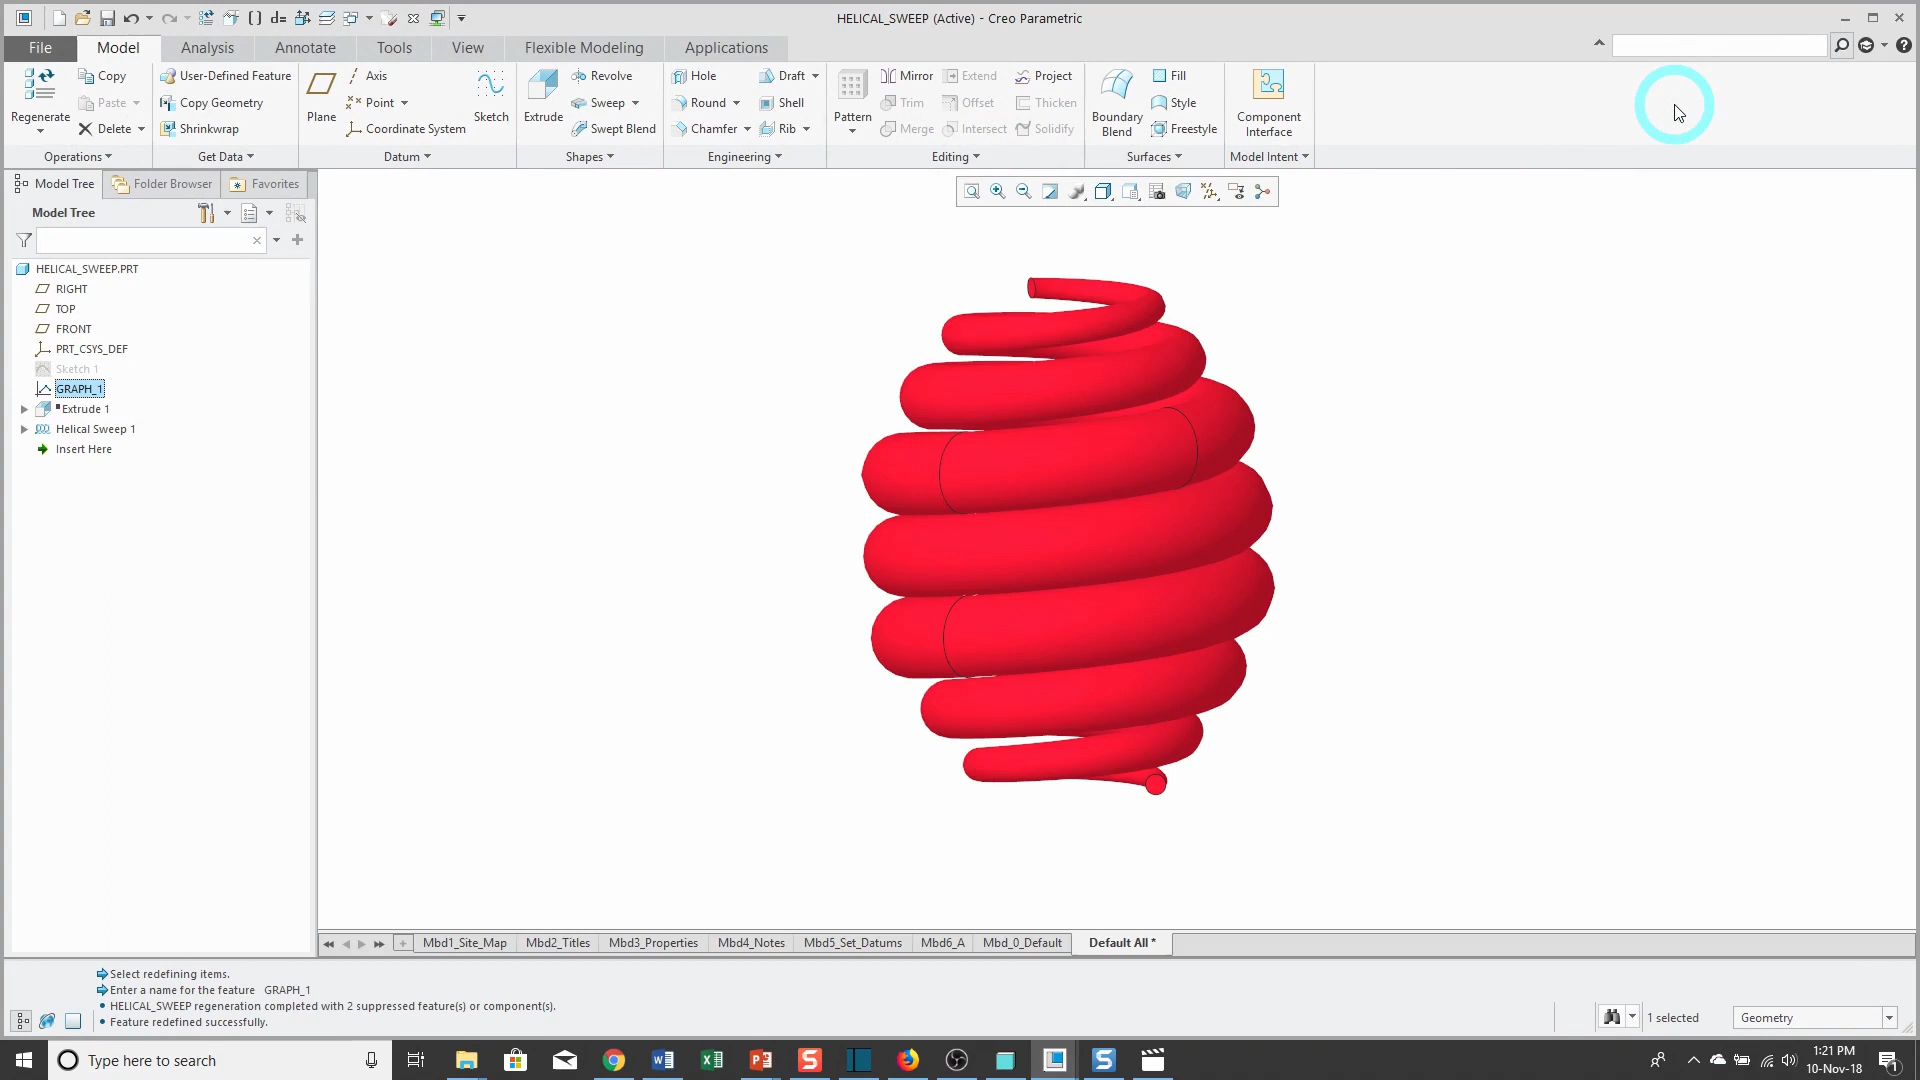 HELICAL_SWEEP (Active) - Creo Parametric
File Model Analysis Annotate Tools View Flexible Modeling Applications
Regenerate
Copy
Paste
Delete
User-Defined Feature
Copy Geometry
Shrinkwrap
Plane
Axis
Point
Coordinate System
Sketch
Extrude
Revolve
Sweep
Swept Blend
Hole
Round
Chamfer
Draft
Shell
Rib
Pattern
Mirror
Trim
Merge
Extend
Offset
Intersect
Project
Thicken
Solidify
Boundary
Blend
Fill
Style
Freestyle
Component
Interface
Operations Get Data Datum Shapes Engineering Editing Surfaces Model Intent
Model Tree Folder Browser Favorites
Model Tree
HELICAL_SWEEP.PRT
RIGHT
TOP
FRONT
PRT_CSYS_DEF
Sketch 1
GRAPH_1
Extrude 1
Helical Sweep 1
Insert Here
Mbd1_Site_Map Mbd2_Titles Mbd3_Properties Mbd4_Notes Mbd5_Set_Datums Mbd6_A Mbd_0_Default Default All *
Select redefining items.
Enter a name for the feature GRAPH_1
HELICAL_SWEEP regeneration completed with 2 suppressed feature(s) or component(s).
Feature redefined successfully.
1 selected
Geometry
Type here to search
1:21 PM
10-Nov-18
1